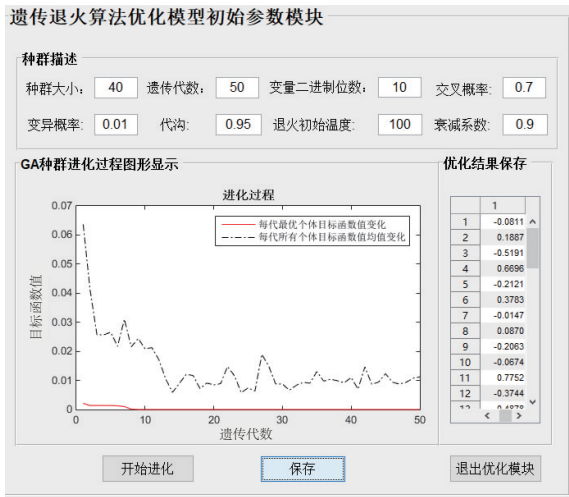 遗传退火算法优化模型初始参数模块
种群描述
种群大小: 40 遗传代数: 50 变量二进制位数: 10 交叉概率: 0.7
变异概率: 0.01 代沟: 0.95 退火初始温度: 100 衰减系数: 0.9
GA种群进化过程图形显示
进化过程
每代最优个体目标函数值变化
每代所有个体目标函数值均值变化
目标函数值
0.07
0.06
0.05
0.04
0.03
0.02
0.01
0
0 10 20 30 40 50
遗传代数
优化结果保存
1
1 -0.0811
2 0.1887
3 -0.5191
4 0.6696
5 -0.2121
6 0.3783
7 -0.0147
8 0.0870
9 -0.2063
10 -0.0674
11 0.7752
12 -0.3744
开始进化 保存 退出优化模块